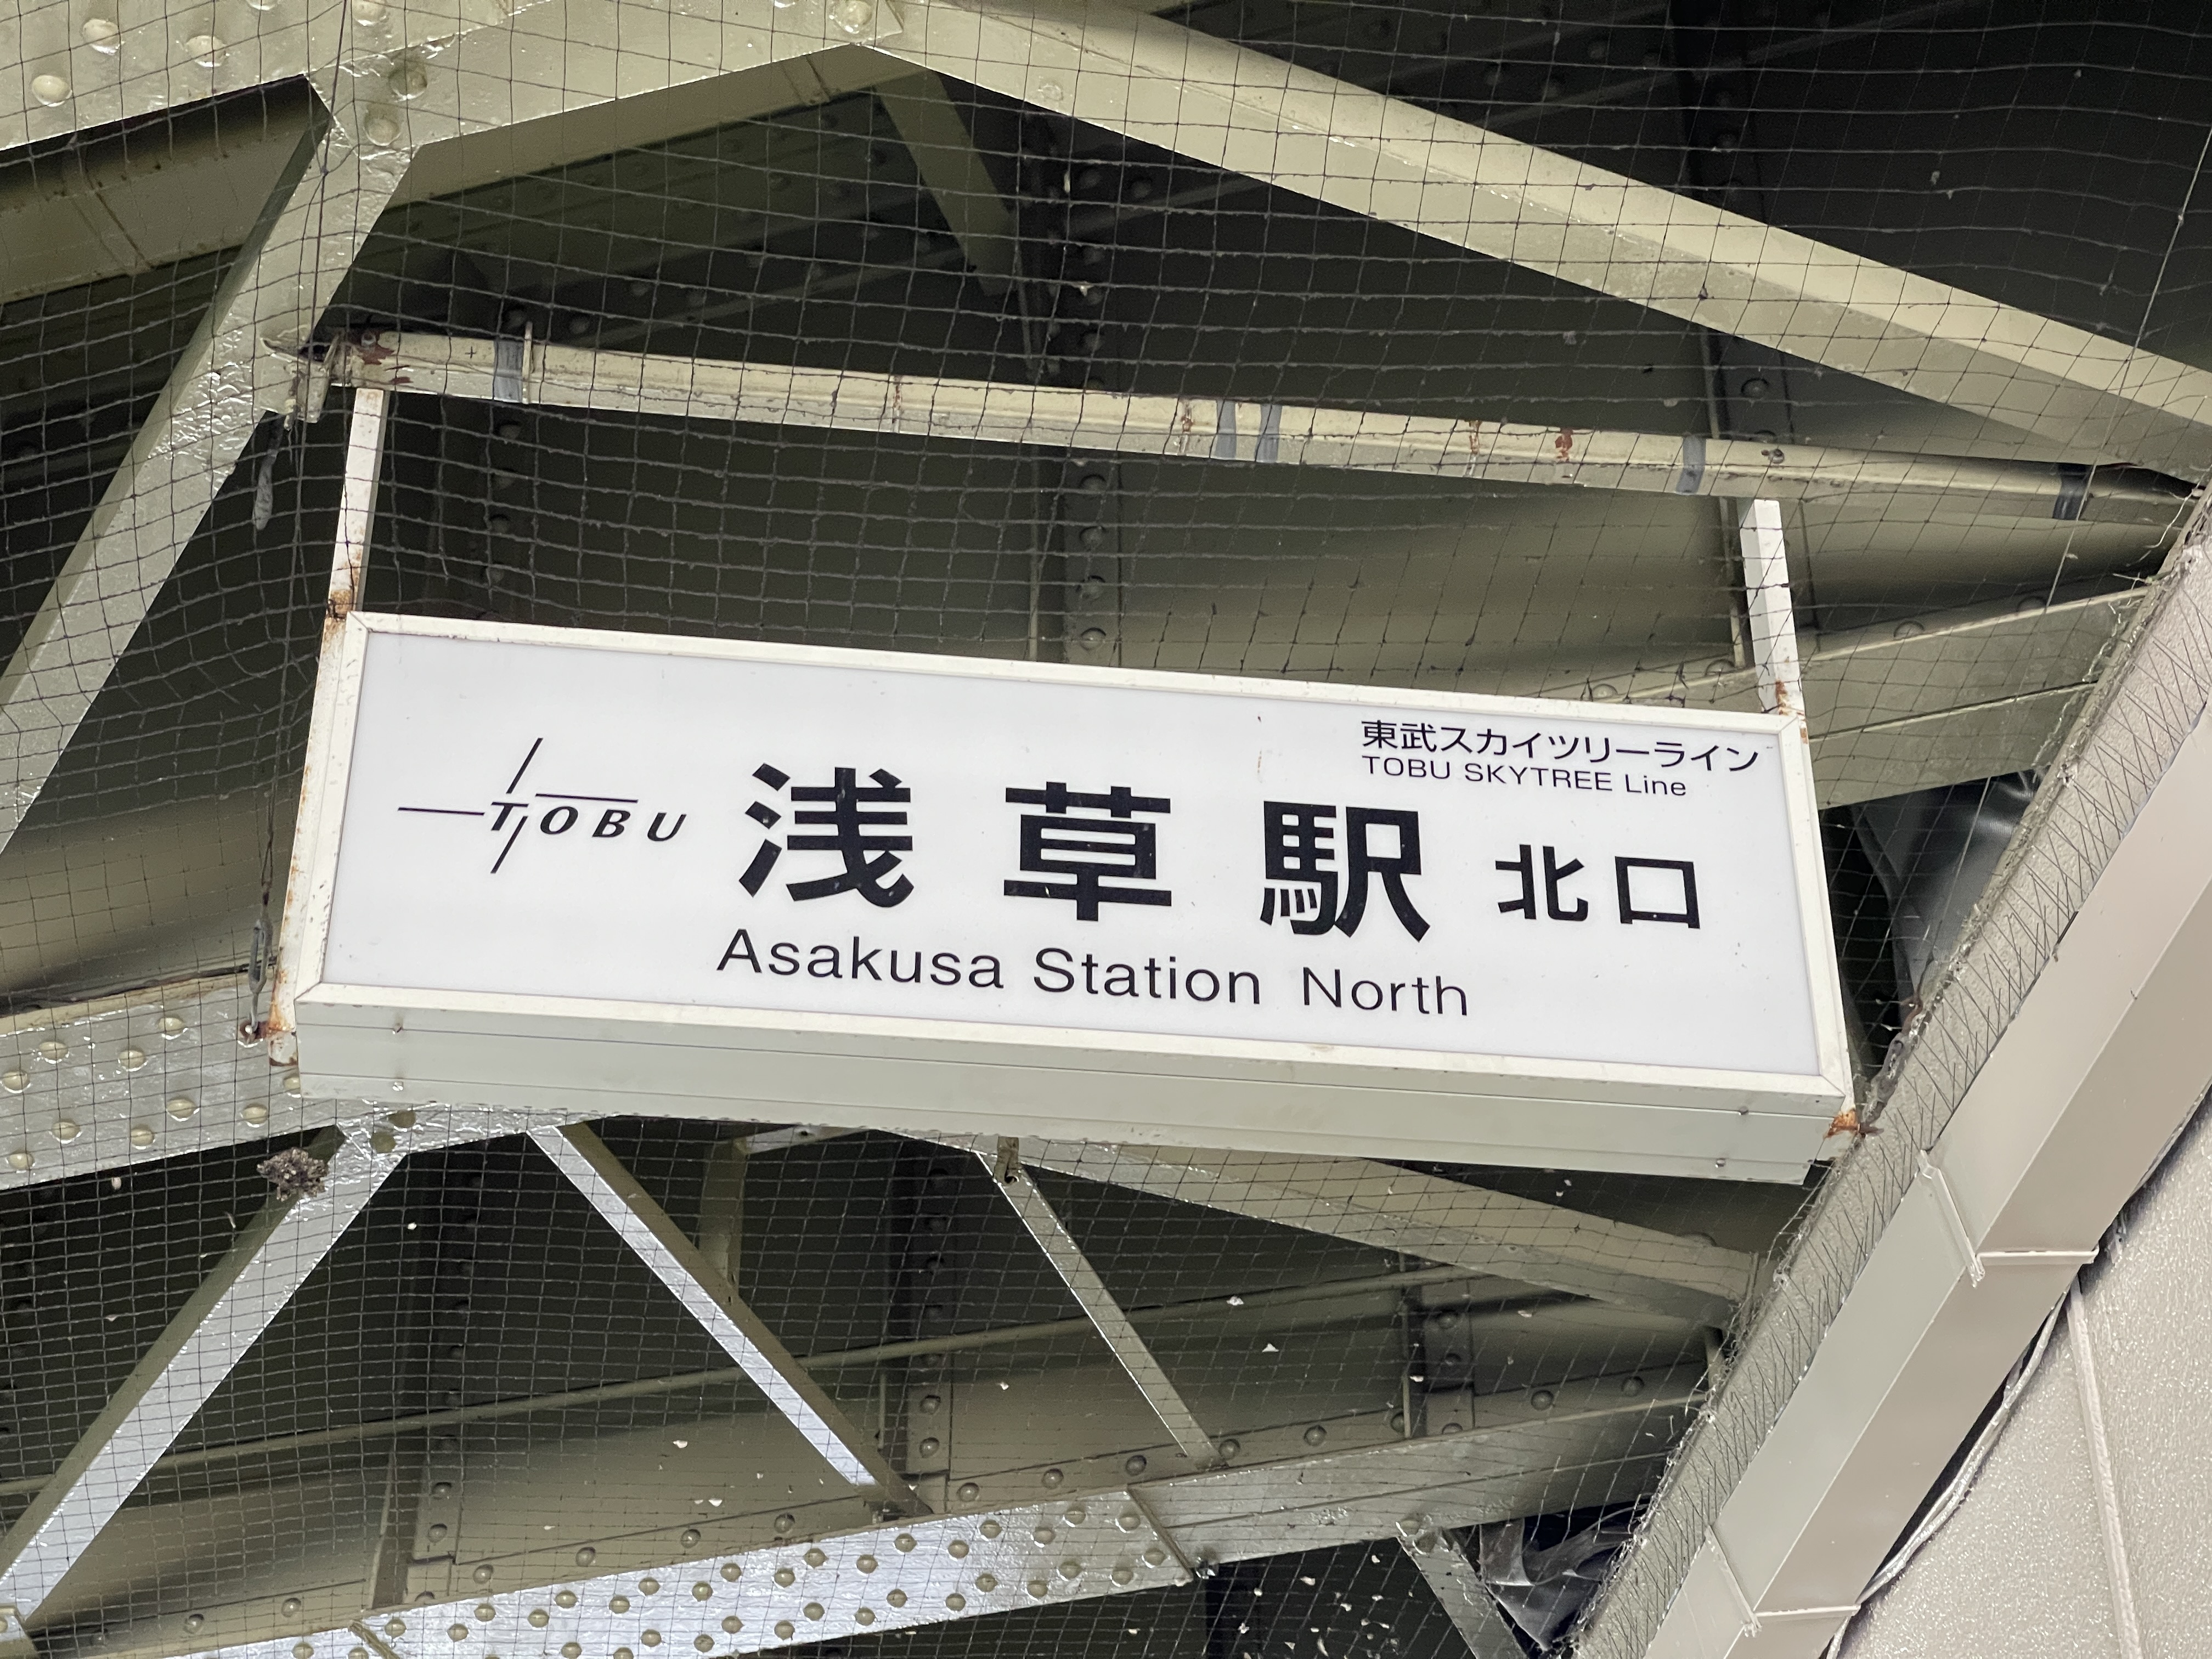 東武スカイツリーライン
TOBU SKYTREE Line
TOBU 浅草駅 北口
Asakusa Station North